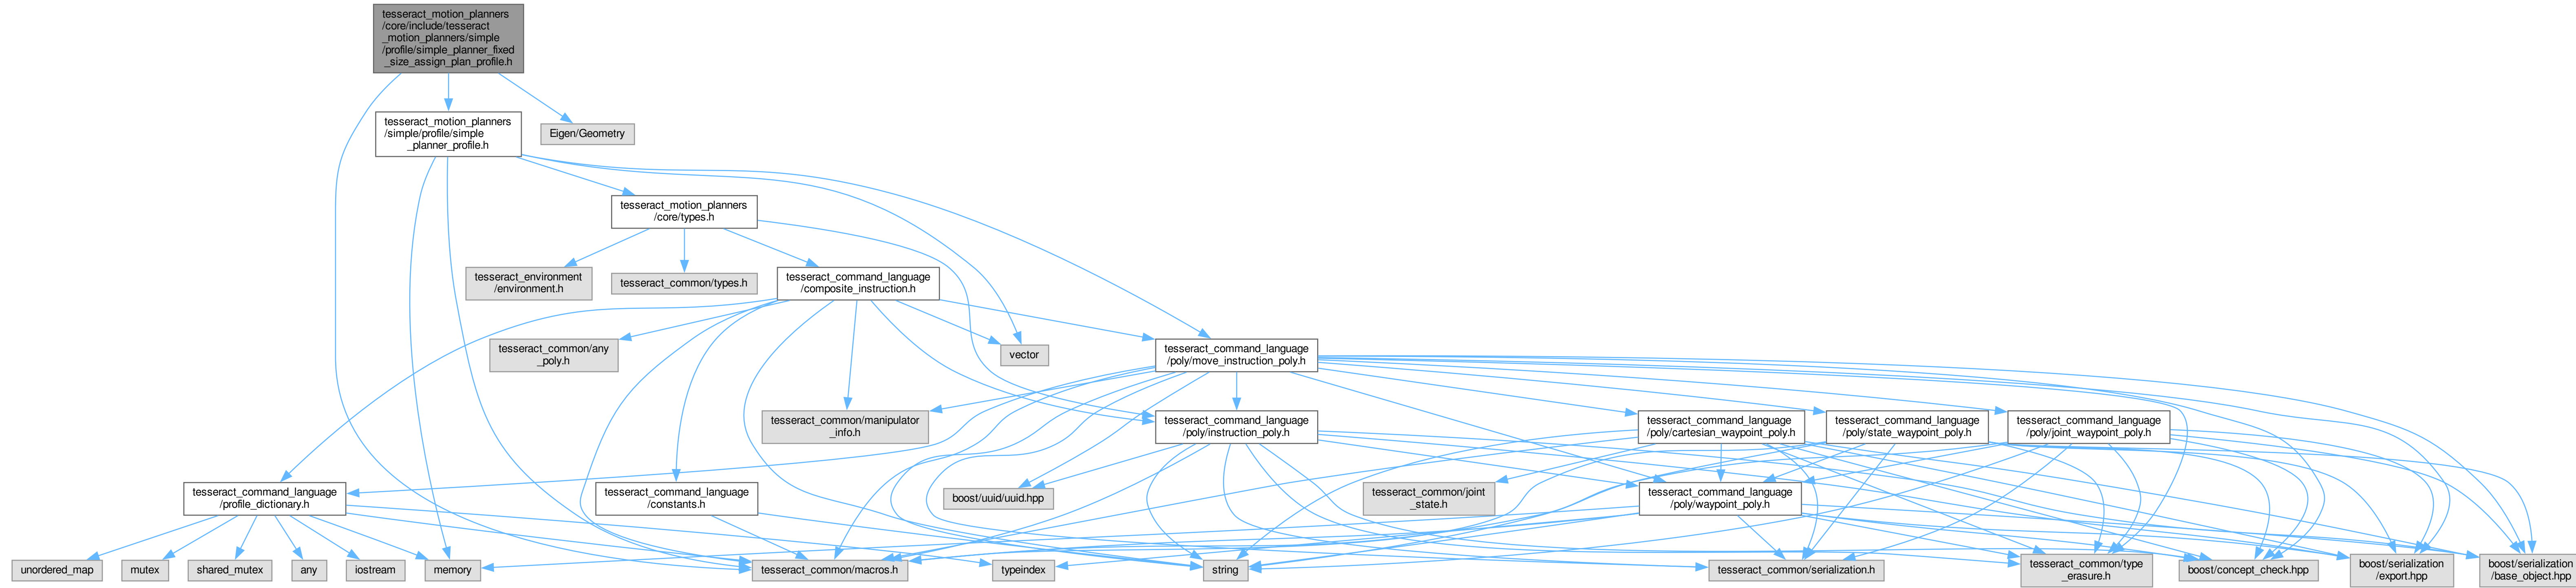 tesseract_motion_planners
/core/include/tesseract
_motion_planners/simple
/profile/simple_planner_fixed
_size_assign_plan_profile.h
tesseract_motion_planners
/simple/profile/simple
_planner_profile.h
Eigen/Geometry
tesseract_motion_planners
/core/types.h
tesseract_environment
/environment.h
tesseract_common/types.h
tesseract_command_language
/composite_instruction.h
tesseract_common/any
_poly.h
vector
tesseract_command_language
/poly/move_instruction_poly.h
tesseract_common/manipulator
_info.h
tesseract_command_language
/poly/instruction_poly.h
tesseract_command_language
/poly/cartesian_waypoint_poly.h
tesseract_command_language
/poly/state_waypoint_poly.h
tesseract_command_language
/poly/joint_waypoint_poly.h
tesseract_command_language
/profile_dictionary.h
tesseract_command_language
/constants.h
boost/uuid/uuid.hpp
tesseract_common/joint
_state.h
tesseract_command_language
/poly/waypoint_poly.h
unordered_map
mutex
shared_mutex
any
iostream
memory
tesseract_common/macros.h
typeindex
string
tesseract_common/serialization.h
tesseract_common/type
_erasure.h
boost/concept_check.hpp
boost/serialization
/export.hpp
boost/serialization
/base_object.hpp